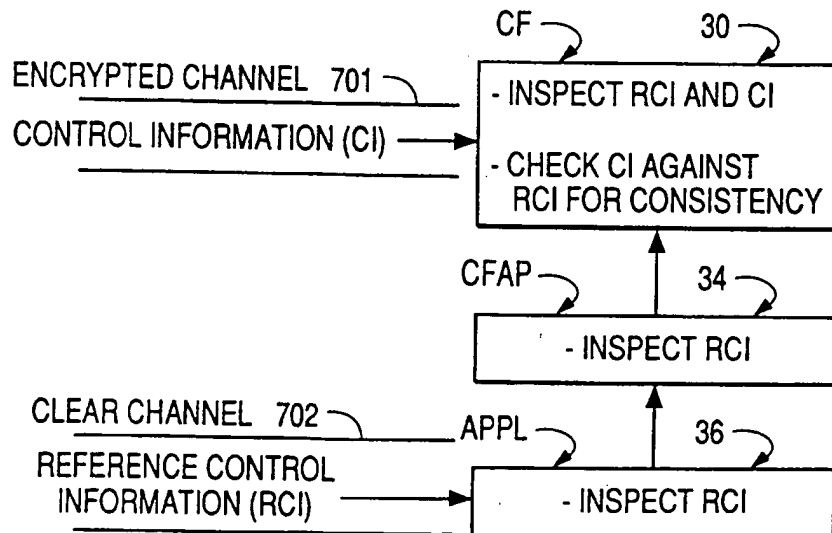 CF 30
ENCRYPTED CHANNEL 701
CONTROL INFORMATION (CI)
- INSPECT RCI AND CI
- CHECK CI AGAINST
RCI FOR CONSISTENCY
CFAP 34
- INSPECT RCI
CLEAR CHANNEL 702
REFERENCE CONTROL
INFORMATION (RCI)
APPL 36
- INSPECT RCI